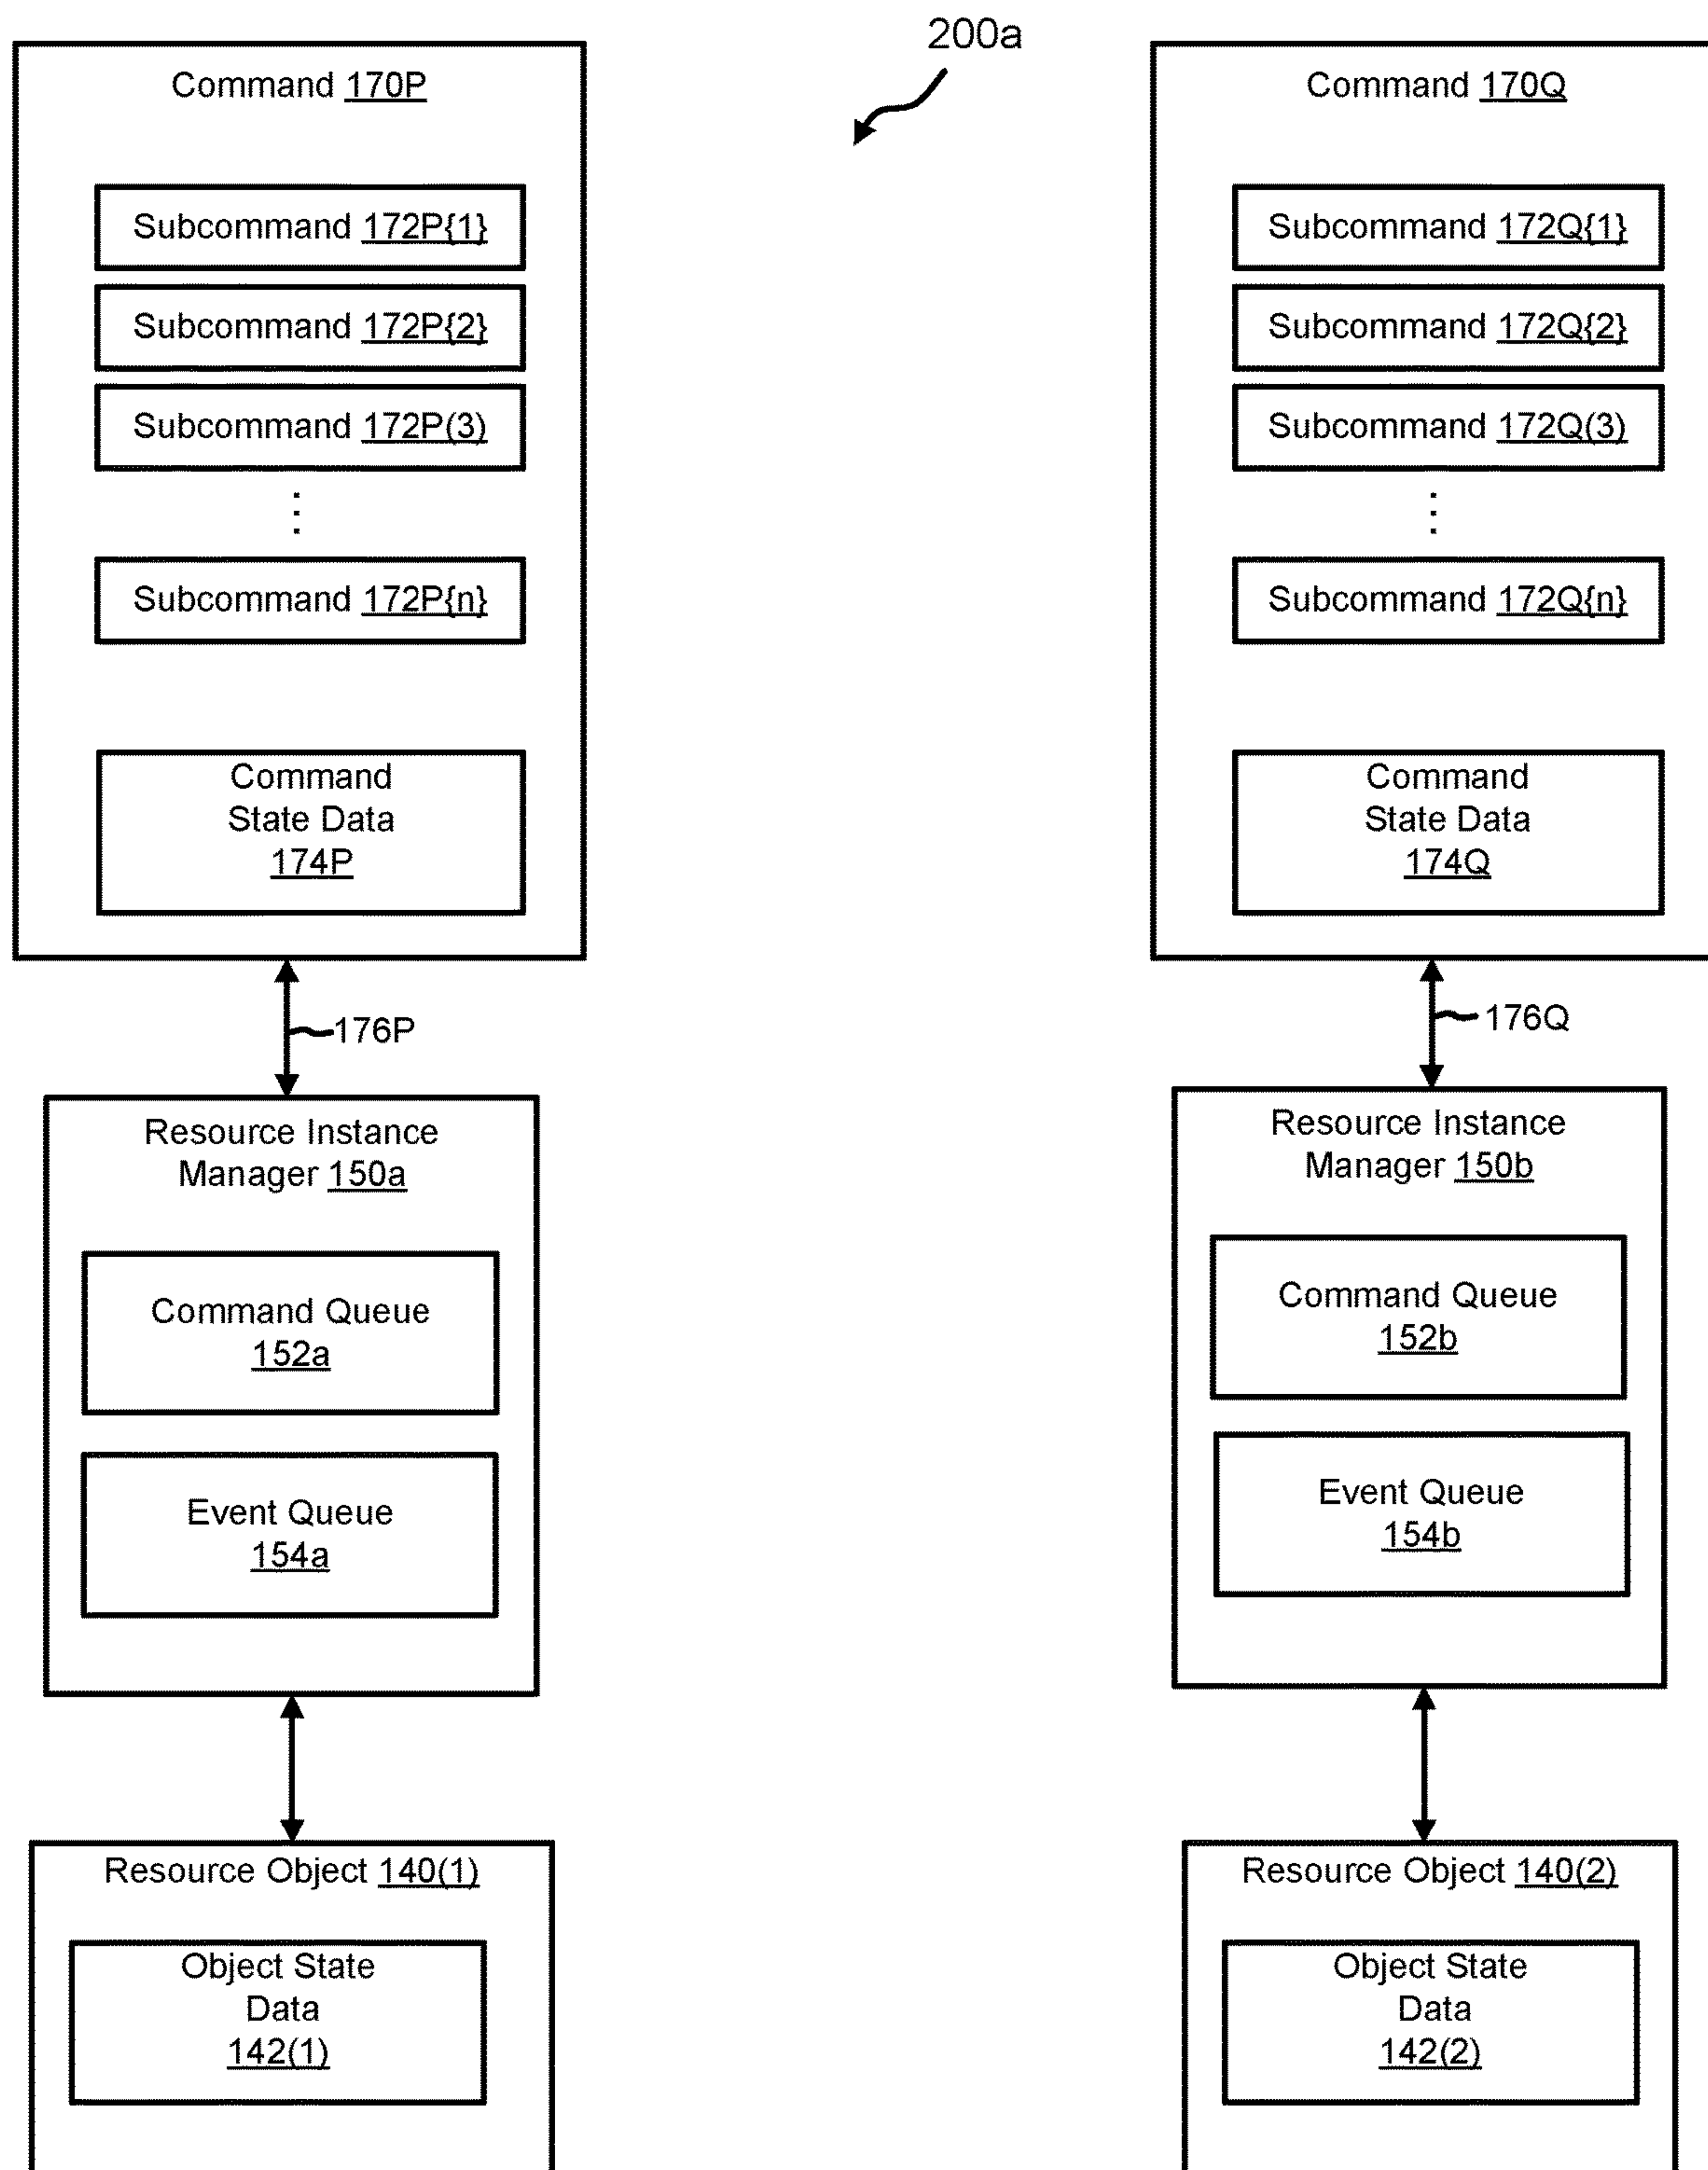 200a
Command 170P
Subcommand 172P{1}
Subcommand 172P{2}
Subcommand 172P(3)
⋮
Subcommand 172P{n}
Command
State Data
174P
176P
Resource Instance
Manager 150a
Command Queue
152a
Event Queue
154a
Resource Object 140(1)
Object State
Data
142(1)
Command 170Q
Subcommand 172Q{1}
Subcommand 172Q{2}
Subcommand 172Q(3)
⋮
Subcommand 172Q{n}
Command
State Data
174Q
176Q
Resource Instance
Manager 150b
Command Queue
152b
Event Queue
154b
Resource Object 140(2)
Object State
Data
142(2)